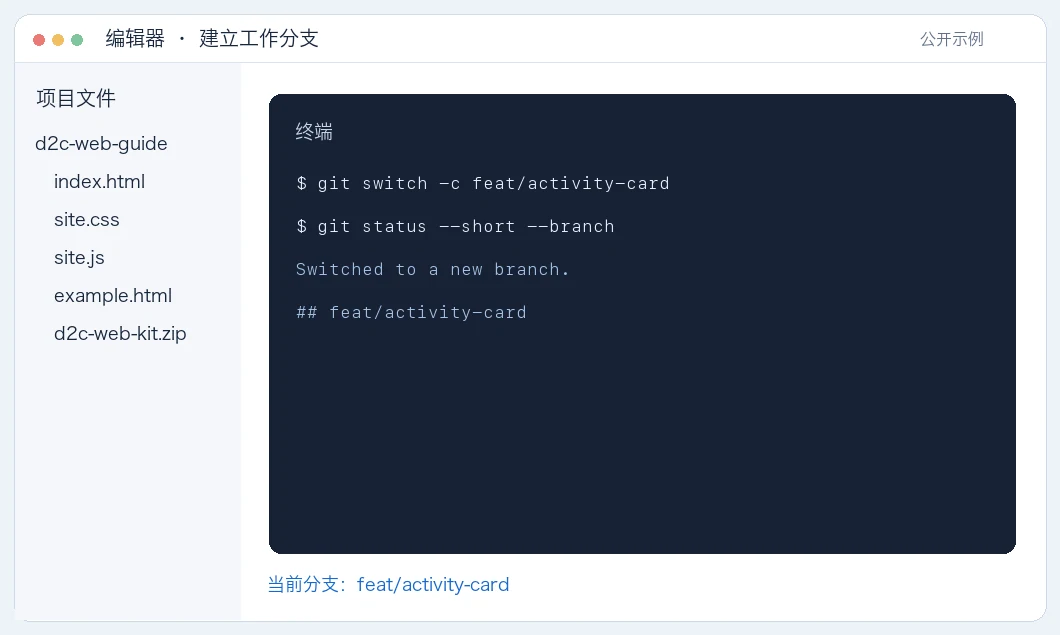 编辑器 · 建立工作分支
公开示例
项目文件
d2c-web-guide
index.html
site.css
site.js
example.html
d2c-web-kit.zip
终端
$ git switch -c feat/activity-card
$ git status --short --branch
Switched to a new branch.
## feat/activity-card
当前分支：feat/activity-card